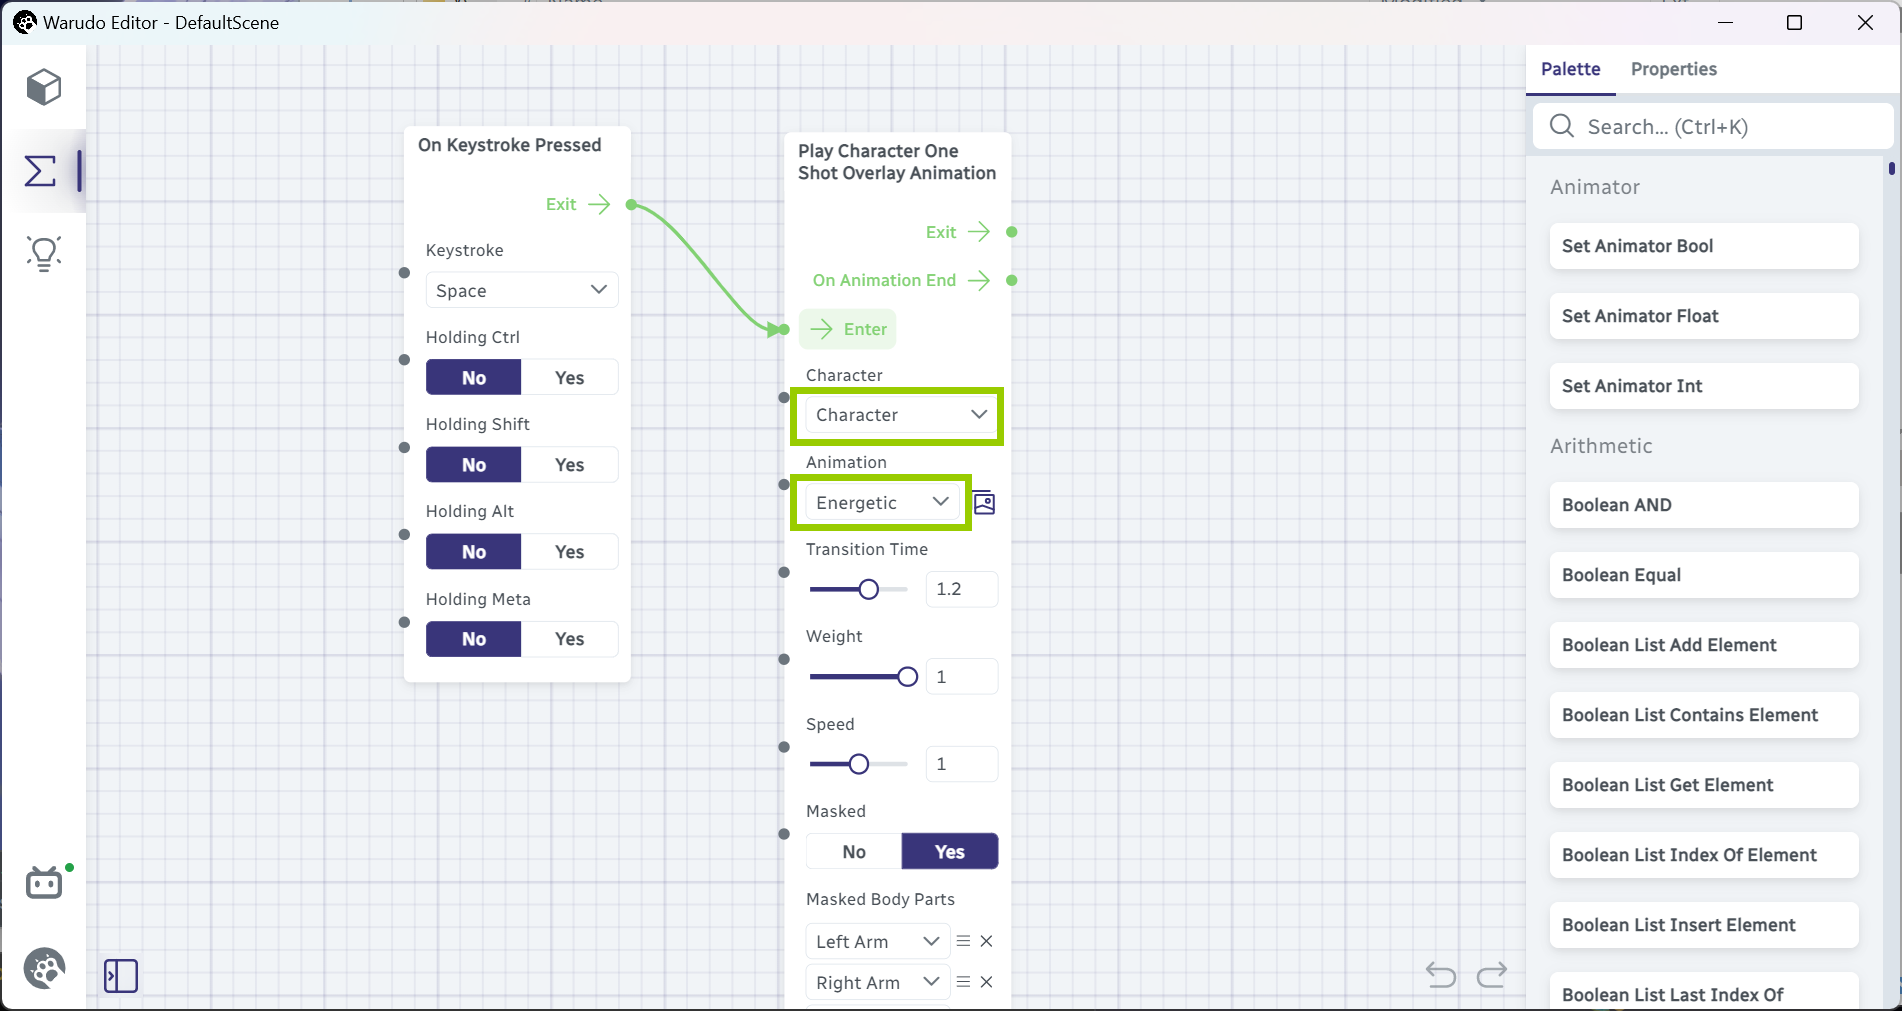 Warudo Editor - DefaultScene
Palette
Properties
Search... (Ctrl+K)
Animator
Set Animator Bool
Set Animator Float
Set Animator Int
Arithmetic
Boolean AND
Boolean Equal
Boolean List Add Element
Boolean List Contains Element
Boolean List Get Element
Boolean List Index Of Element
Boolean List Insert Element
Boolean List Last Index Of
On Keystroke Pressed
Exit
Keystroke
Space
Holding Ctrl
No Yes
Holding Shift
No Yes
Holding Alt
No Yes
Holding Meta
No Yes
Play Character One
Shot Overlay Animation
Exit
On Animation End
Enter
Character
Character
Animation
Energetic
Transition Time
1.2
Weight
1
Speed
1
Masked
No Yes
Masked Body Parts
Left Arm
Right Arm